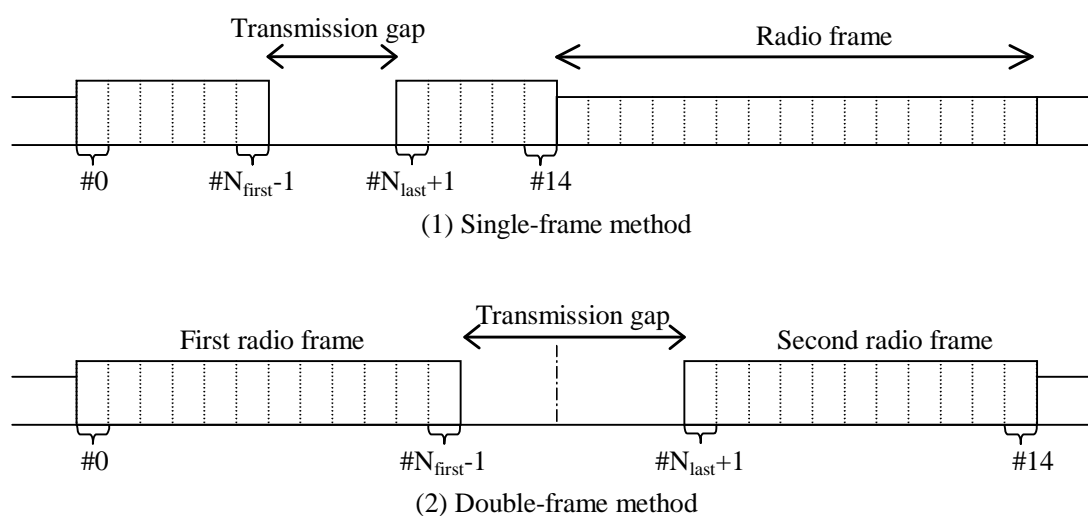 Transmission gap
Radio frame
#0
#N_first-1
#N_last+1
#14
(1) Single-frame method
First radio frame
Transmission gap
Second radio frame
#0
#N_first-1
#N_last+1
#14
(2) Double-frame method